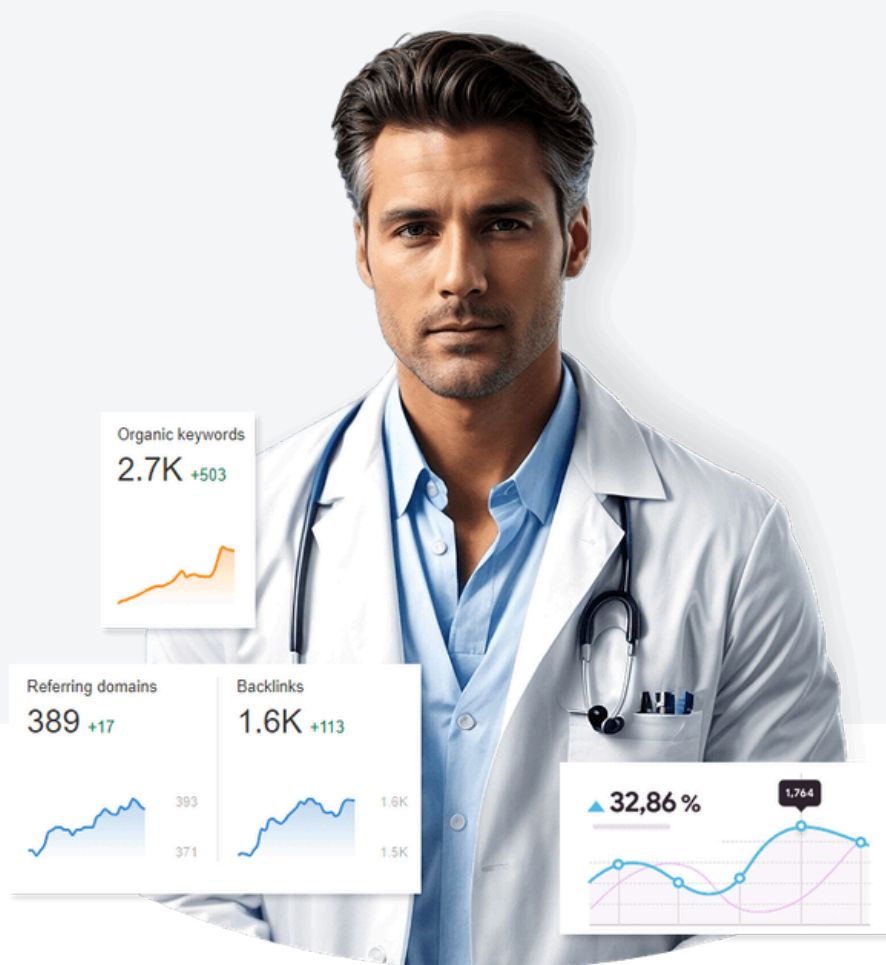 Organic keywords
2.7K +503
Referring domains
389 +17
393
371
Backlinks
1.6K +113
1.6K
1.5K
32,86 %
1,764